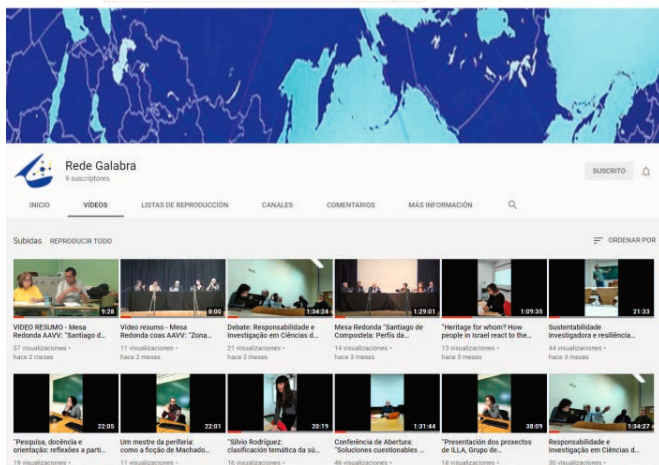 Rede Galabra
9 suscriptores
SUSCRITO
INICIO VÍDEOS LISTAS DE REPRODUCCIÓN CANALES COMENTARIOS MÁS INFORMACIÓN
Subidas REPRODUCIR TODO
ORDENAR POR
9:28 8:00 1:34:24 1:29:01 1:09:35 21:33
VIDEO RESUMO - Mesa
Redonda AAVV: "Santiago d...
57 visualizaciones •
hace 2 meses
Vídeo resumo - Mesa
Redonda coas AAVV: "Zona...
11 visualizaciones •
hace 2 meses
Debate: Responsabilidade e
Investigação em Ciências d...
21 visualizaciones •
hace 2 meses
Mesa Redonda "Santiago de
Compostela: Perfis da...
14 visualizaciones •
hace 3 meses
"Heritage for whom? How
people in Israel react to the...
13 visualizaciones •
hace 3 meses
Sustentabilidade
investigadora e resiliência...
44 visualizaciones •
hace 3 meses
22:05 22:01 20:19 1:31:44 38:09 1:34:27
"Pesquisa, docência e
orientação: reflexões a parti...
19 visualizaciones •
Um mestre da periferia:
como a ficção de Machado...
11 visualizaciones •
"Silvio Rodríguez:
clasificación temática da sú...
16 visualizaciones •
Conferência de Abertura:
"Soluciones cuestionables ...
46 visualizaciones •
"Presentación dos proxectos
de ILLA, Grupo de...
18 visualizaciones •
Responsabilidade e
Investigação em Ciências d...
30 visualizaciones •